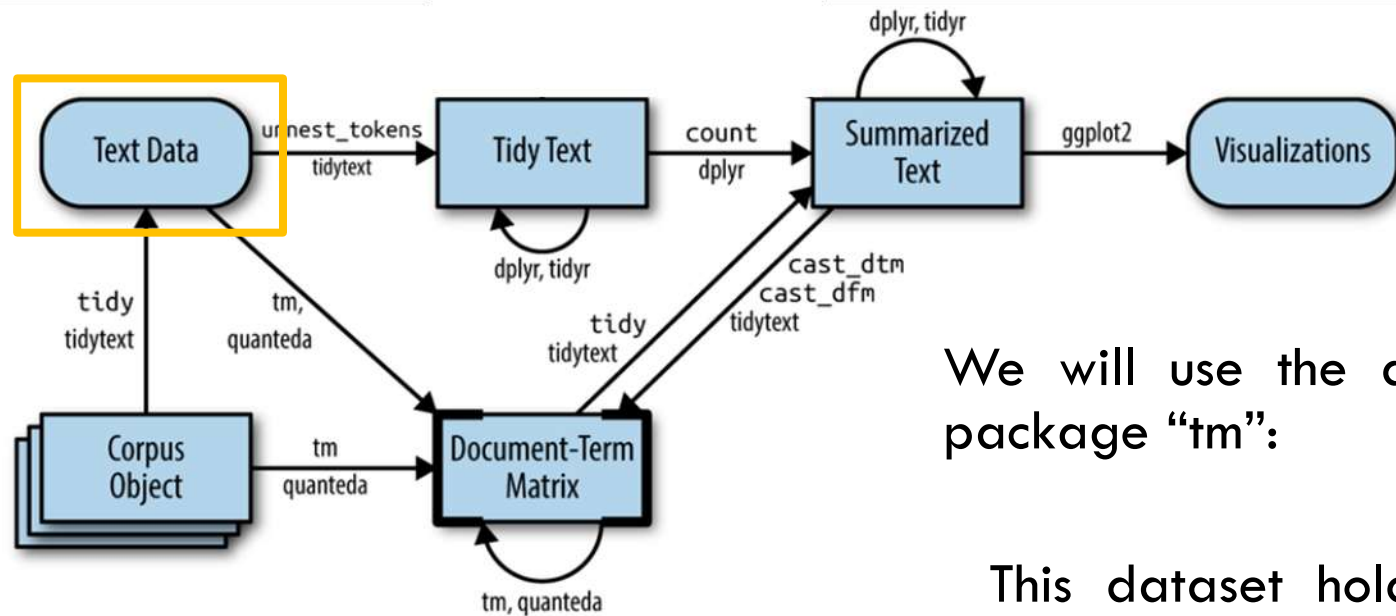 dplyr, tidyr
Text Data
unnest_tokens
tidytext
Tidy Text
count
dplyr
Summarized
Text
ggplot2
Visualizations
dplyr, tidyr
cast_dtm
cast_dfm
tidytext
tidy
tidytext
tm,
quanteda
tidy
tidytext
Corpus
Object
tm
quanteda
Document-Term
Matrix
tm, quanteda
We will use the
package “tm”:
This dataset